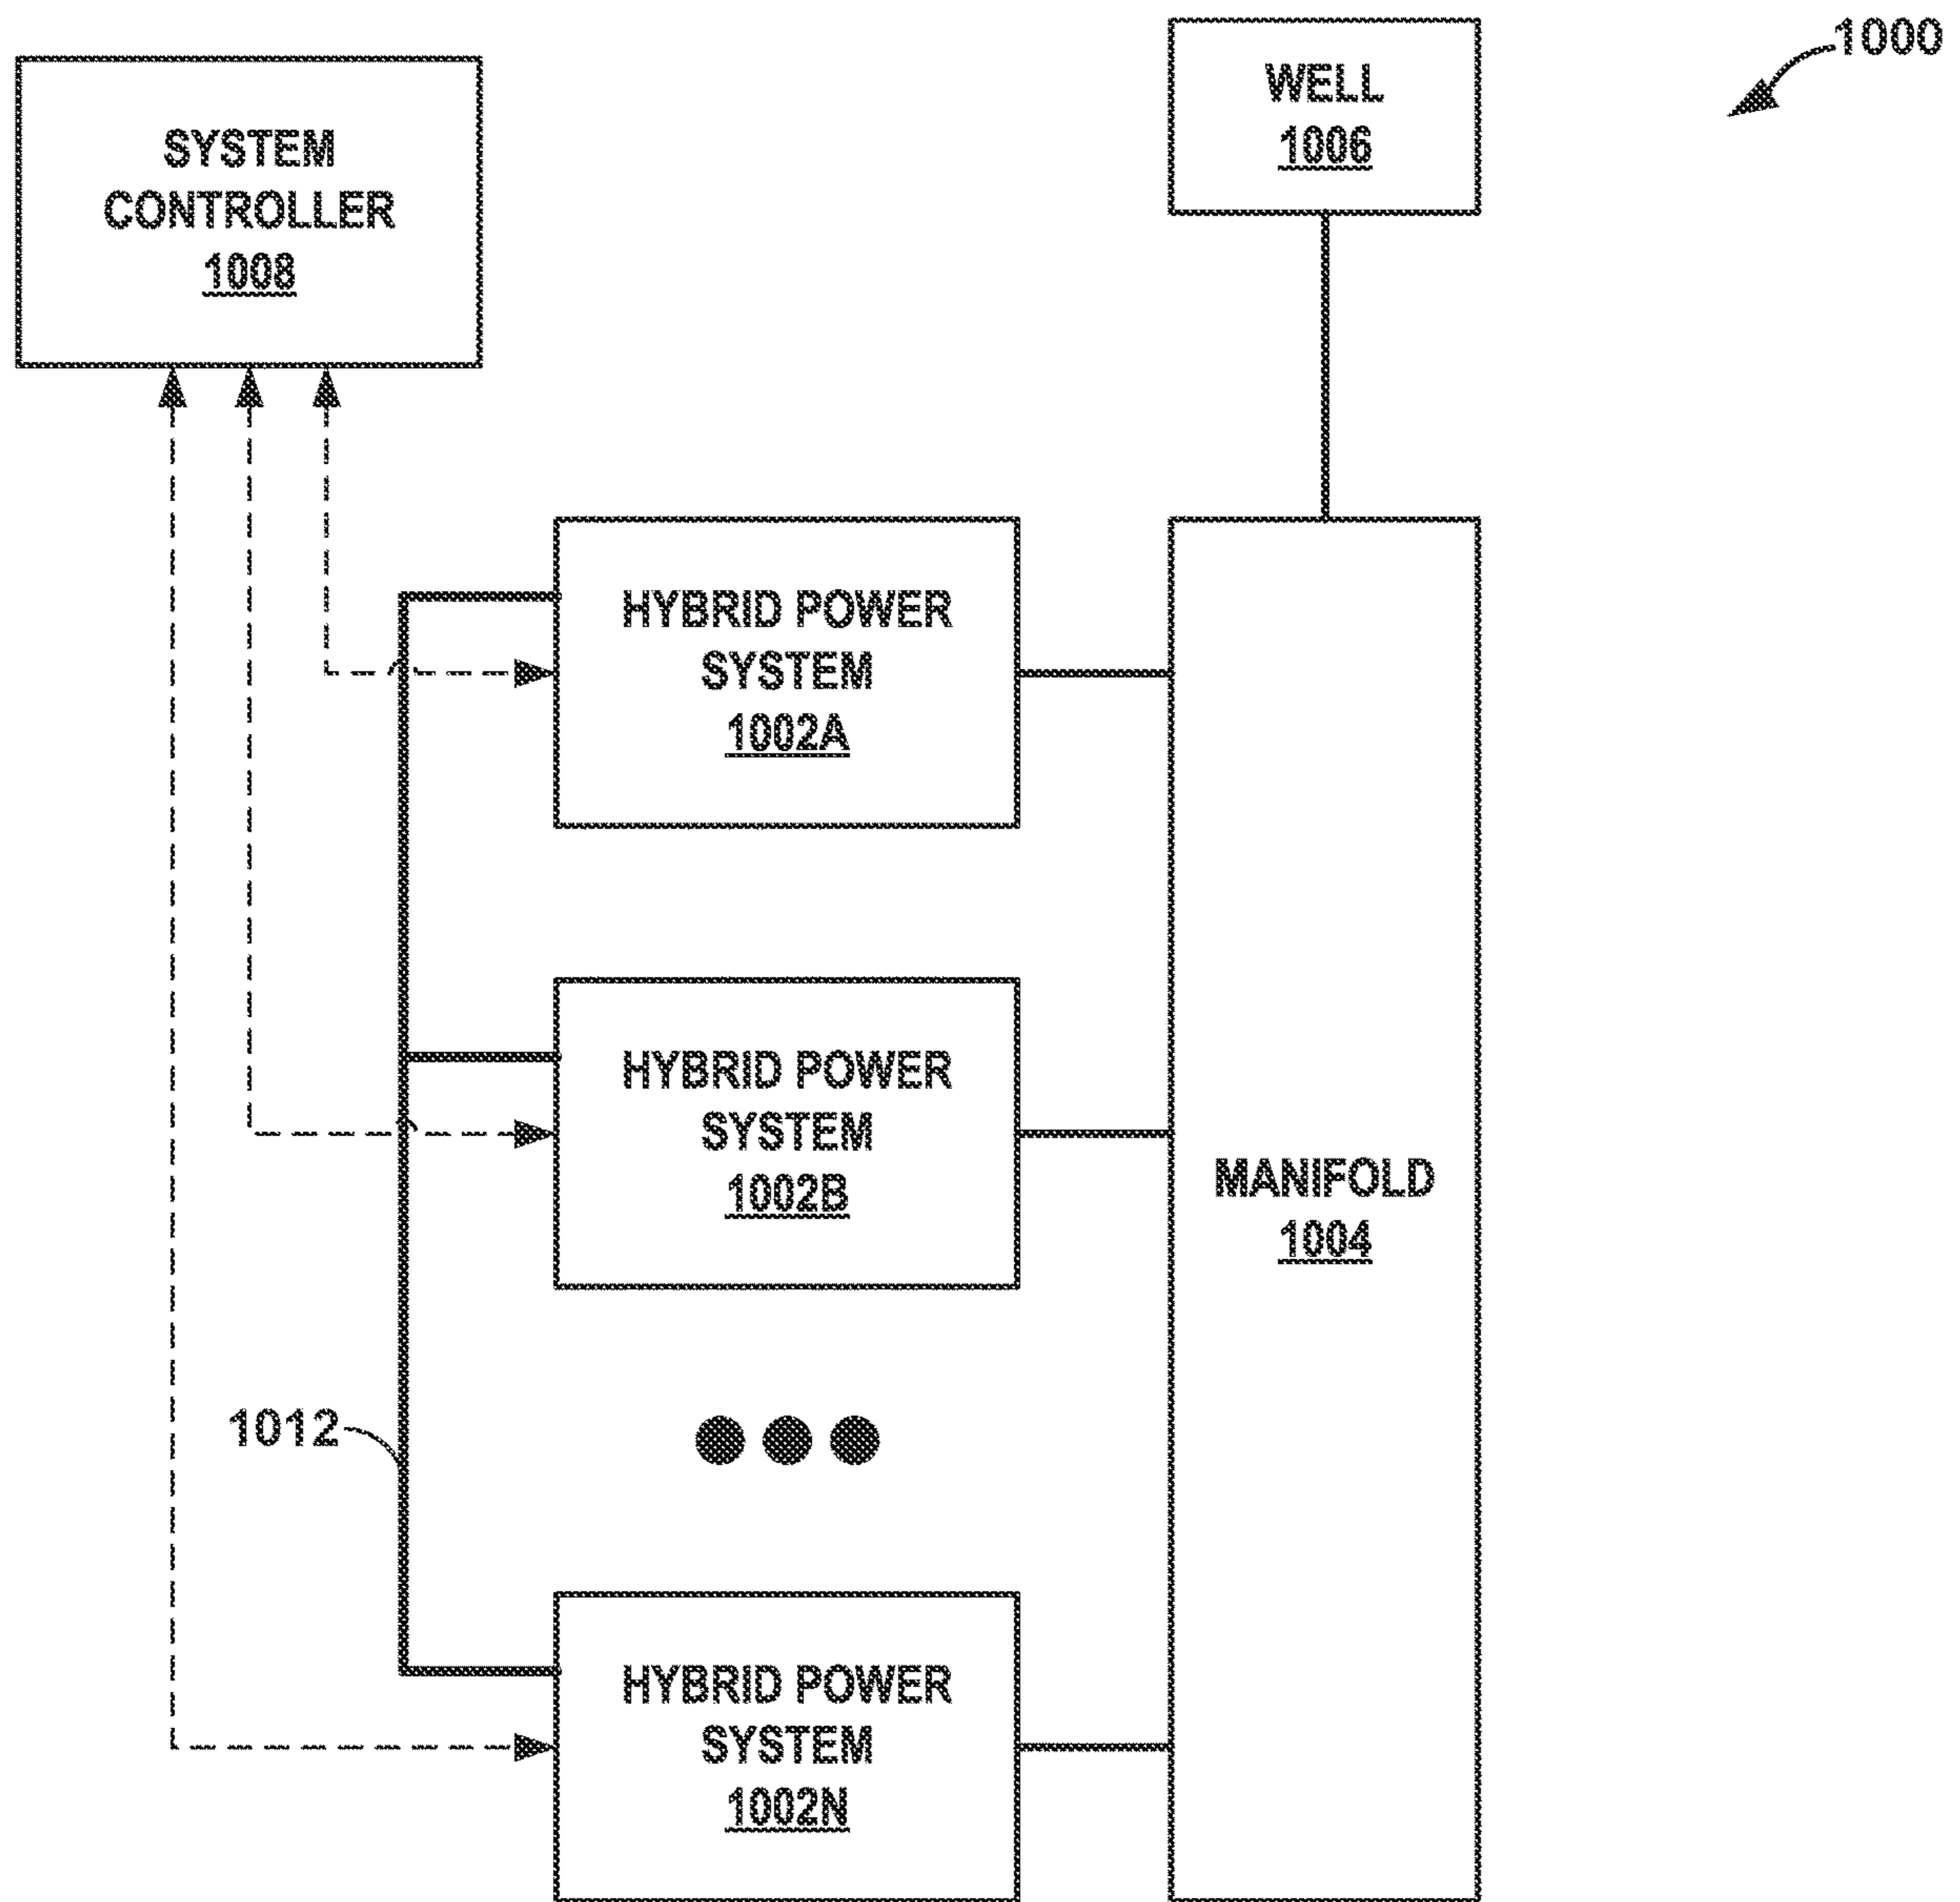 1000
WELL
1006
SYSTEM
CONTROLLER
1008
HYBRID POWER
SYSTEM
1002A
HYBRID POWER
SYSTEM
1002B
MANIFOLD
1004
1012
HYBRID POWER
SYSTEM
1002N